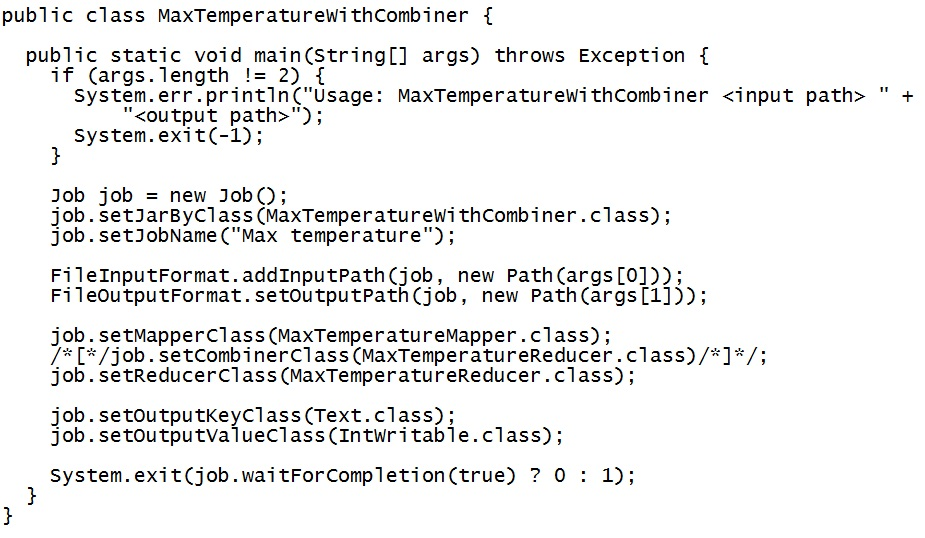 public class MaxTemperatureWithCombiner {
  public static void main(String[] args) throws Exception {
    if (args.length != 2) {
      System.err.println("Usage: MaxTemperatureWithCombiner <input path> " +
          "<output path>");
      System.exit(-1);
    }
    Job job = new Job();
    job.setJarByClass(MaxTemperatureWithCombiner.class);
    job.setJobName("Max temperature");
    FileInputFormat.addInputPath(job, new Path(args[0]));
    FileOutputFormat.setOutputPath(job, new Path(args[1]));
    job.setMapperClass(MaxTemperatureMapper.class);
    /*[*/job.setCombinerClass(MaxTemperatureReducer.class)/*]*/;
    job.setReducerClass(MaxTemperatureReducer.class);
    job.setOutputKeyClass(Text.class);
    job.setOutputValueClass(IntWritable.class);
    System.exit(job.waitForCompletion(true) ? 0 : 1);
  }
}